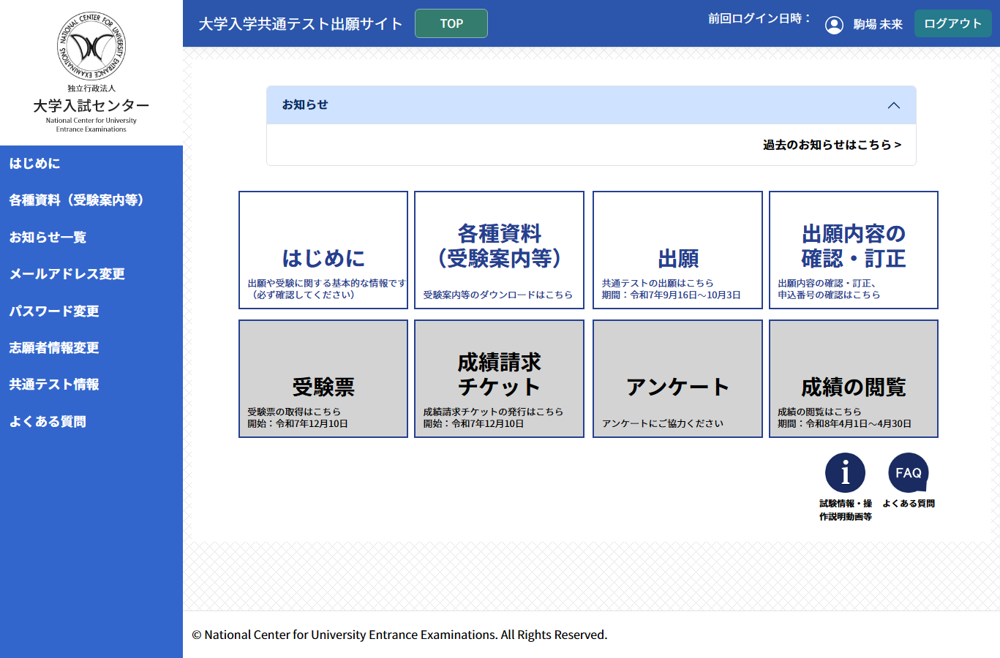 NATIONAL CENTER FOR UNIVERSITY ENTRANCE EXAMINATIONS
独立行政法人
大学入試センター
National Center for University
Entrance Examinations
はじめに
各種資料（受験案内等）
お知らせ一覧
メールアドレス変更
パスワード変更
志願者情報変更
共通テスト情報
よくある質問
大学入学共通テスト出願サイト
TOP
前回ログイン日時：
駒場 未来
ログアウト
お知らせ
過去のお知らせはこちら >
はじめに
出願や受験に関する基本的な情報です
（必ず確認してください）
各種資料
（受験案内等）
受験案内等のダウンロードはこちら
出願
共通テストの出願はこちら
期間：令和7年9月16日～10月3日
出願内容の
確認・訂正
出願内容の確認・訂正、
申込番号の確認はこちら
受験票
受験票の取得はこちら
開始：令和7年12月10日
成績請求
チケット
成績請求チケットの発行はこちら
開始：令和7年12月10日
アンケート
アンケートにご協力ください
成績の閲覧
成績の閲覧はこちら
期間：令和8年4月1日～4月30日
i
試験情報・操
作説明動画等
FAQ
よくある質問
© National Center for University Entrance Examinations. All Rights Reserved.